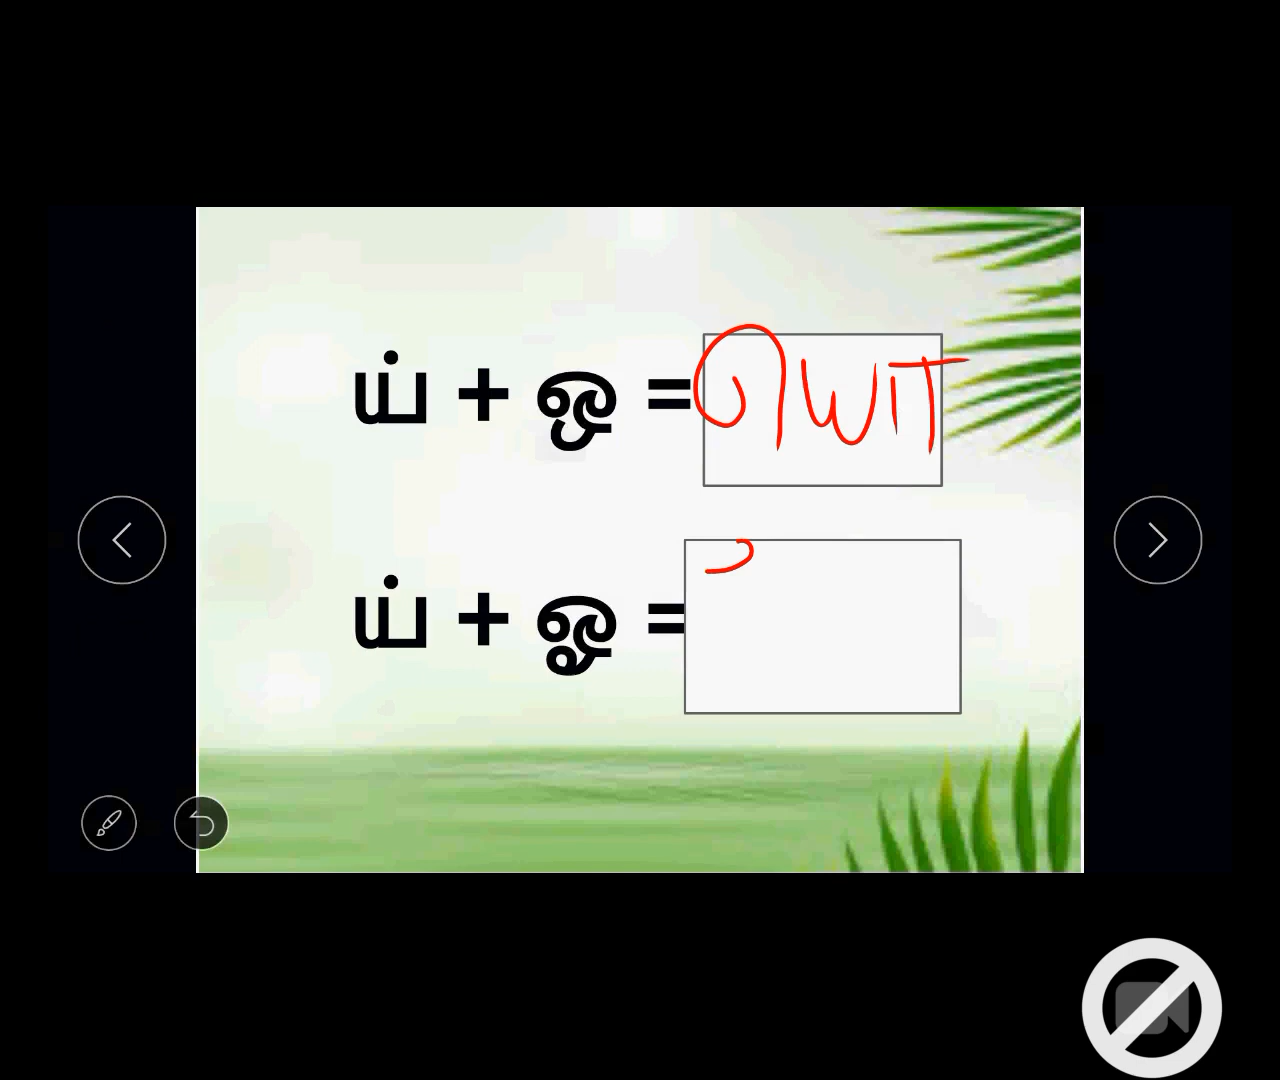 ய் + ஒ = யொ
ய் + ஓ =